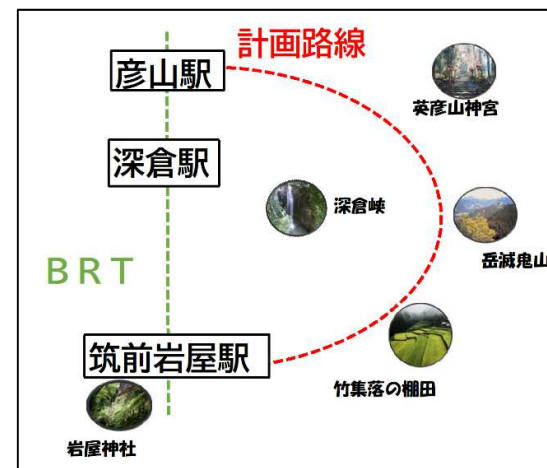 計画路線
彦山駅
英彦山神宮
深倉駅
深倉峡
岳滅鬼山
BRT
筑前岩屋駅
竹集落の棚田
岩屋神社